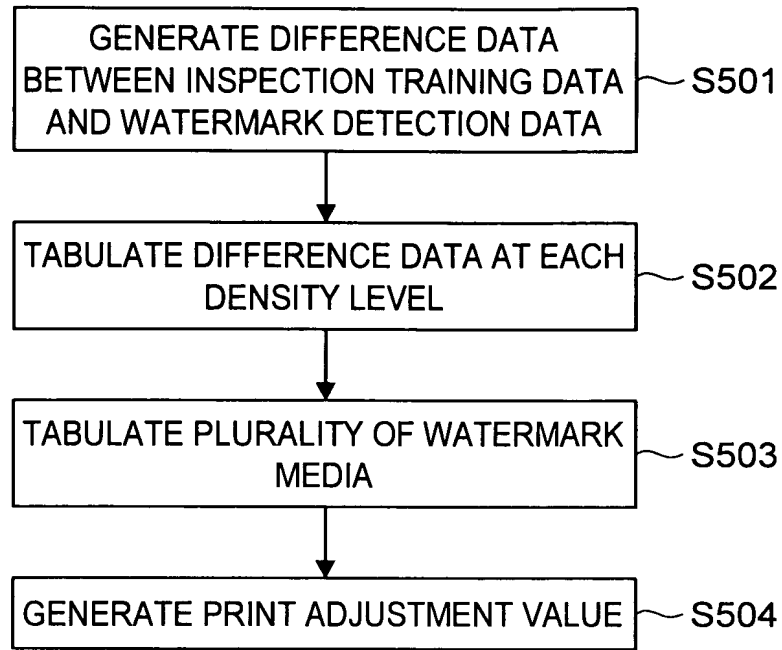 GENERATE DIFFERENCE DATA
BETWEEN INSPECTION TRAINING DATA
AND WATERMARK DETECTION DATA
S501
TABULATE DIFFERENCE DATA AT EACH
DENSITY LEVEL
S502
TABULATE PLURALITY OF WATERMARK
MEDIA
S503
GENERATE PRINT ADJUSTMENT VALUE
S504